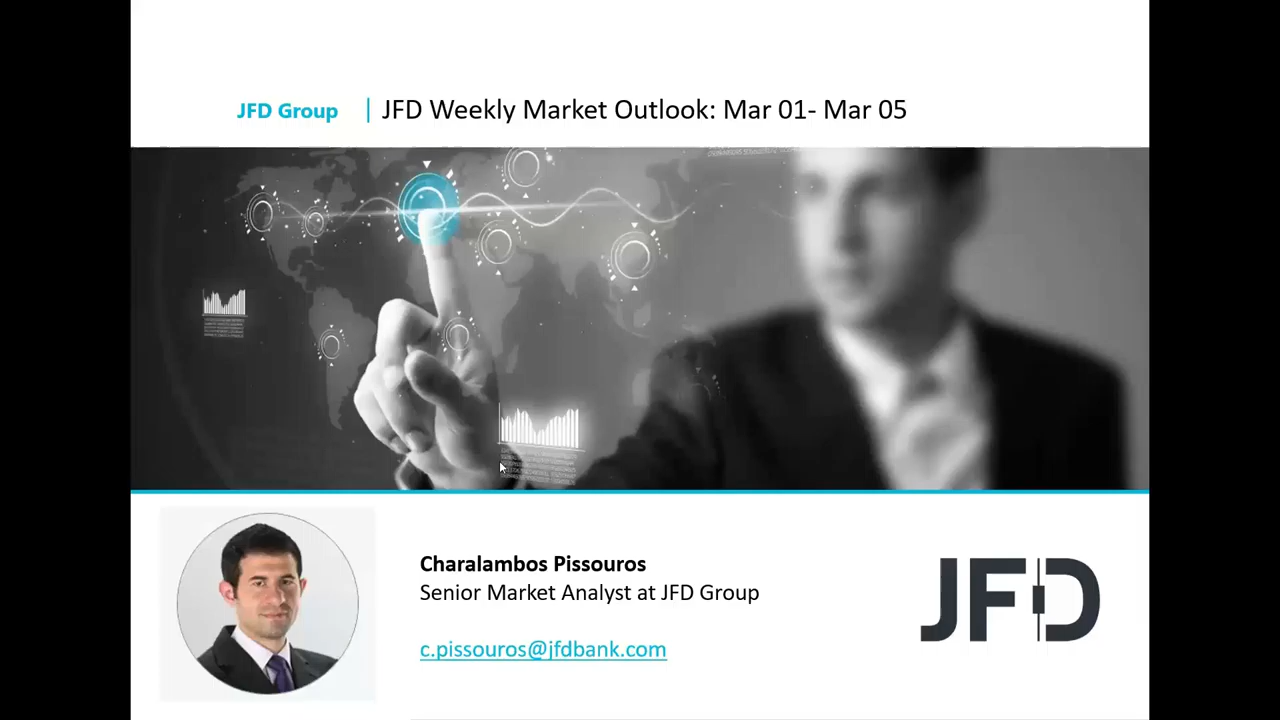 JFD Group | JFD Weekly Market Outlook: Mar 01- Mar 05
Charalambos Pissouros
Senior Market Analyst at JFD Group
c.pissouros@jfdbank.com
JFD